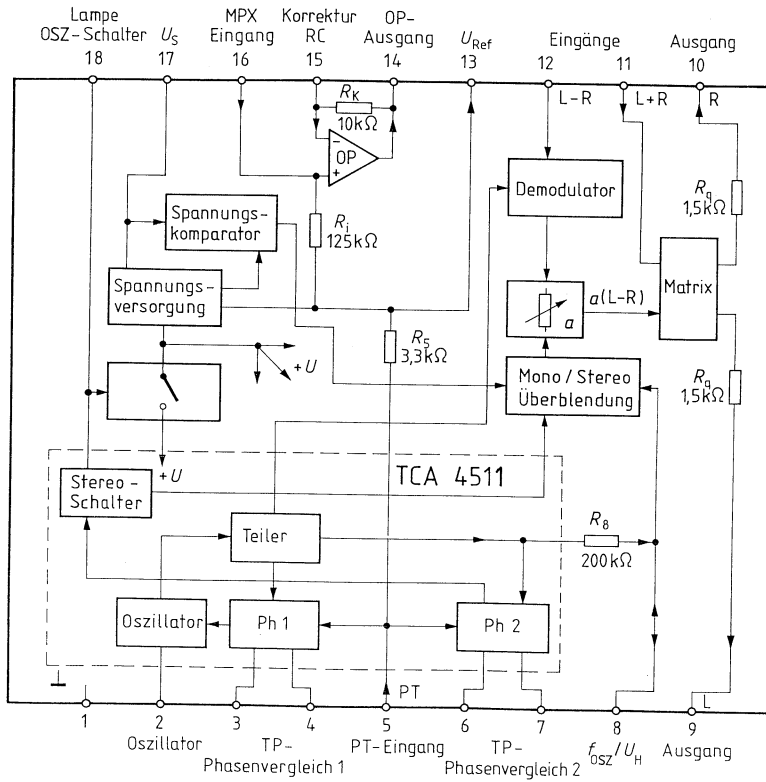 Lampe
OSZ-Schalter
18
U_S
17
MPX
Eingang
16
Korrektur
RC
15
OP-
Ausgang
14
U_Ref
13
Eingänge
12
11
Ausgang
10
L-R
L+R
R
R_K
10kΩ
-
+
OP
Demodulator
R_q
1,5kΩ
Spannungs-
komparator
R_i
125kΩ
Spannungs-
versorgung
a
a(L-R)
Matrix
R_5
3,3kΩ
+U
Mono/Stereo
Überblendung
R_q
1,5kΩ
+U
TCA 4511
Stereo-
Schalter
Teiler
R_8
200kΩ
Oszillator
Ph 1
Ph 2
PT
L
1
2
3
4
5
6
7
8
9
Oszillator
TP-
Phasenvergleich 1
PT-Eingang
TP-
Phasenvergleich 2
f_OSZ/U_H
Ausgang